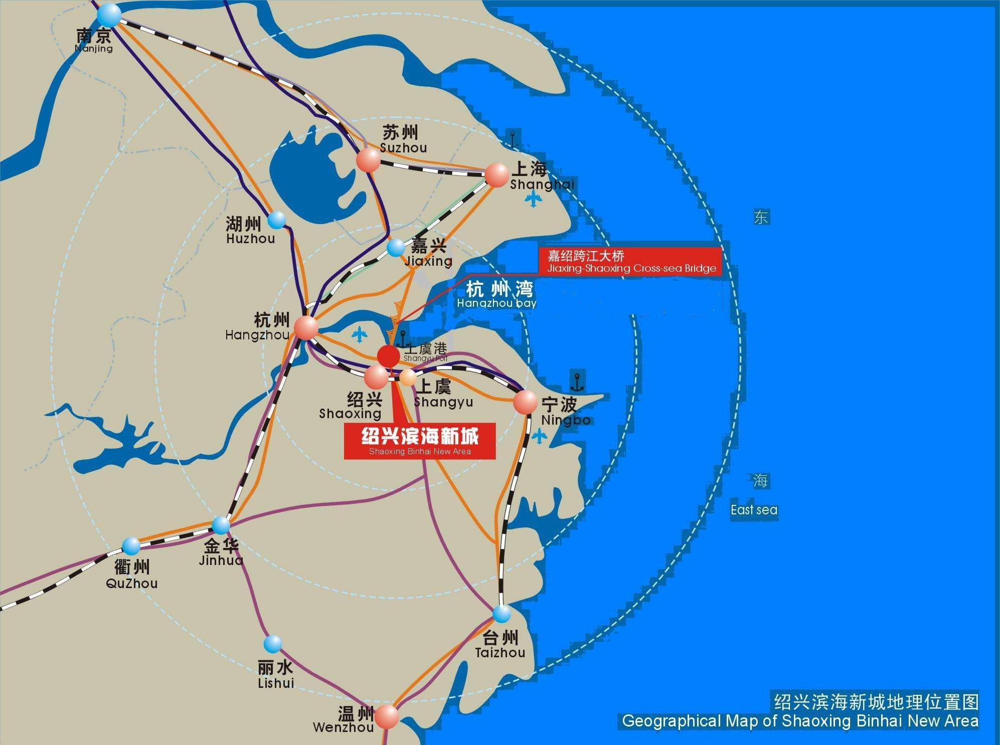 南京
Nanjing
苏州
Suzhou
上海
Shanghai
湖州
Huzhou
嘉兴
Jiaxing
东
嘉绍跨江大桥
Jiaxing-Shaoxing Cross-sea Bridge
杭州湾
Hangzhou bay
杭州
Hangzhou
上虞港
Shangyu Port
上虞
Shangyu
绍兴
Shaoxing
宁波
Ningbo
绍兴滨海新城
Shaoxing Binhai New Area
海
East sea
金华
Jinhua
衢州
QuZhou
台州
Taizhou
丽水
Lishui
温州
Wenzhou
绍兴滨海新城地理位置图
Geographical Map of Shaoxing Binhai New Area